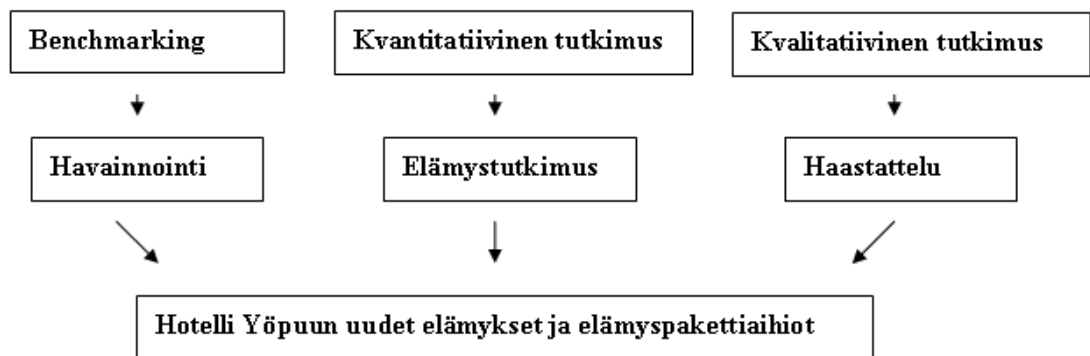 Benchmarking
Kvantitatiivinen tutkimus
Kvalitatiivinen tutkimus
Havainnointi
Elämystutkimus
Haastattelu
Hotelli Yöpuun uudet elämykset ja elämyspakettiaihiot